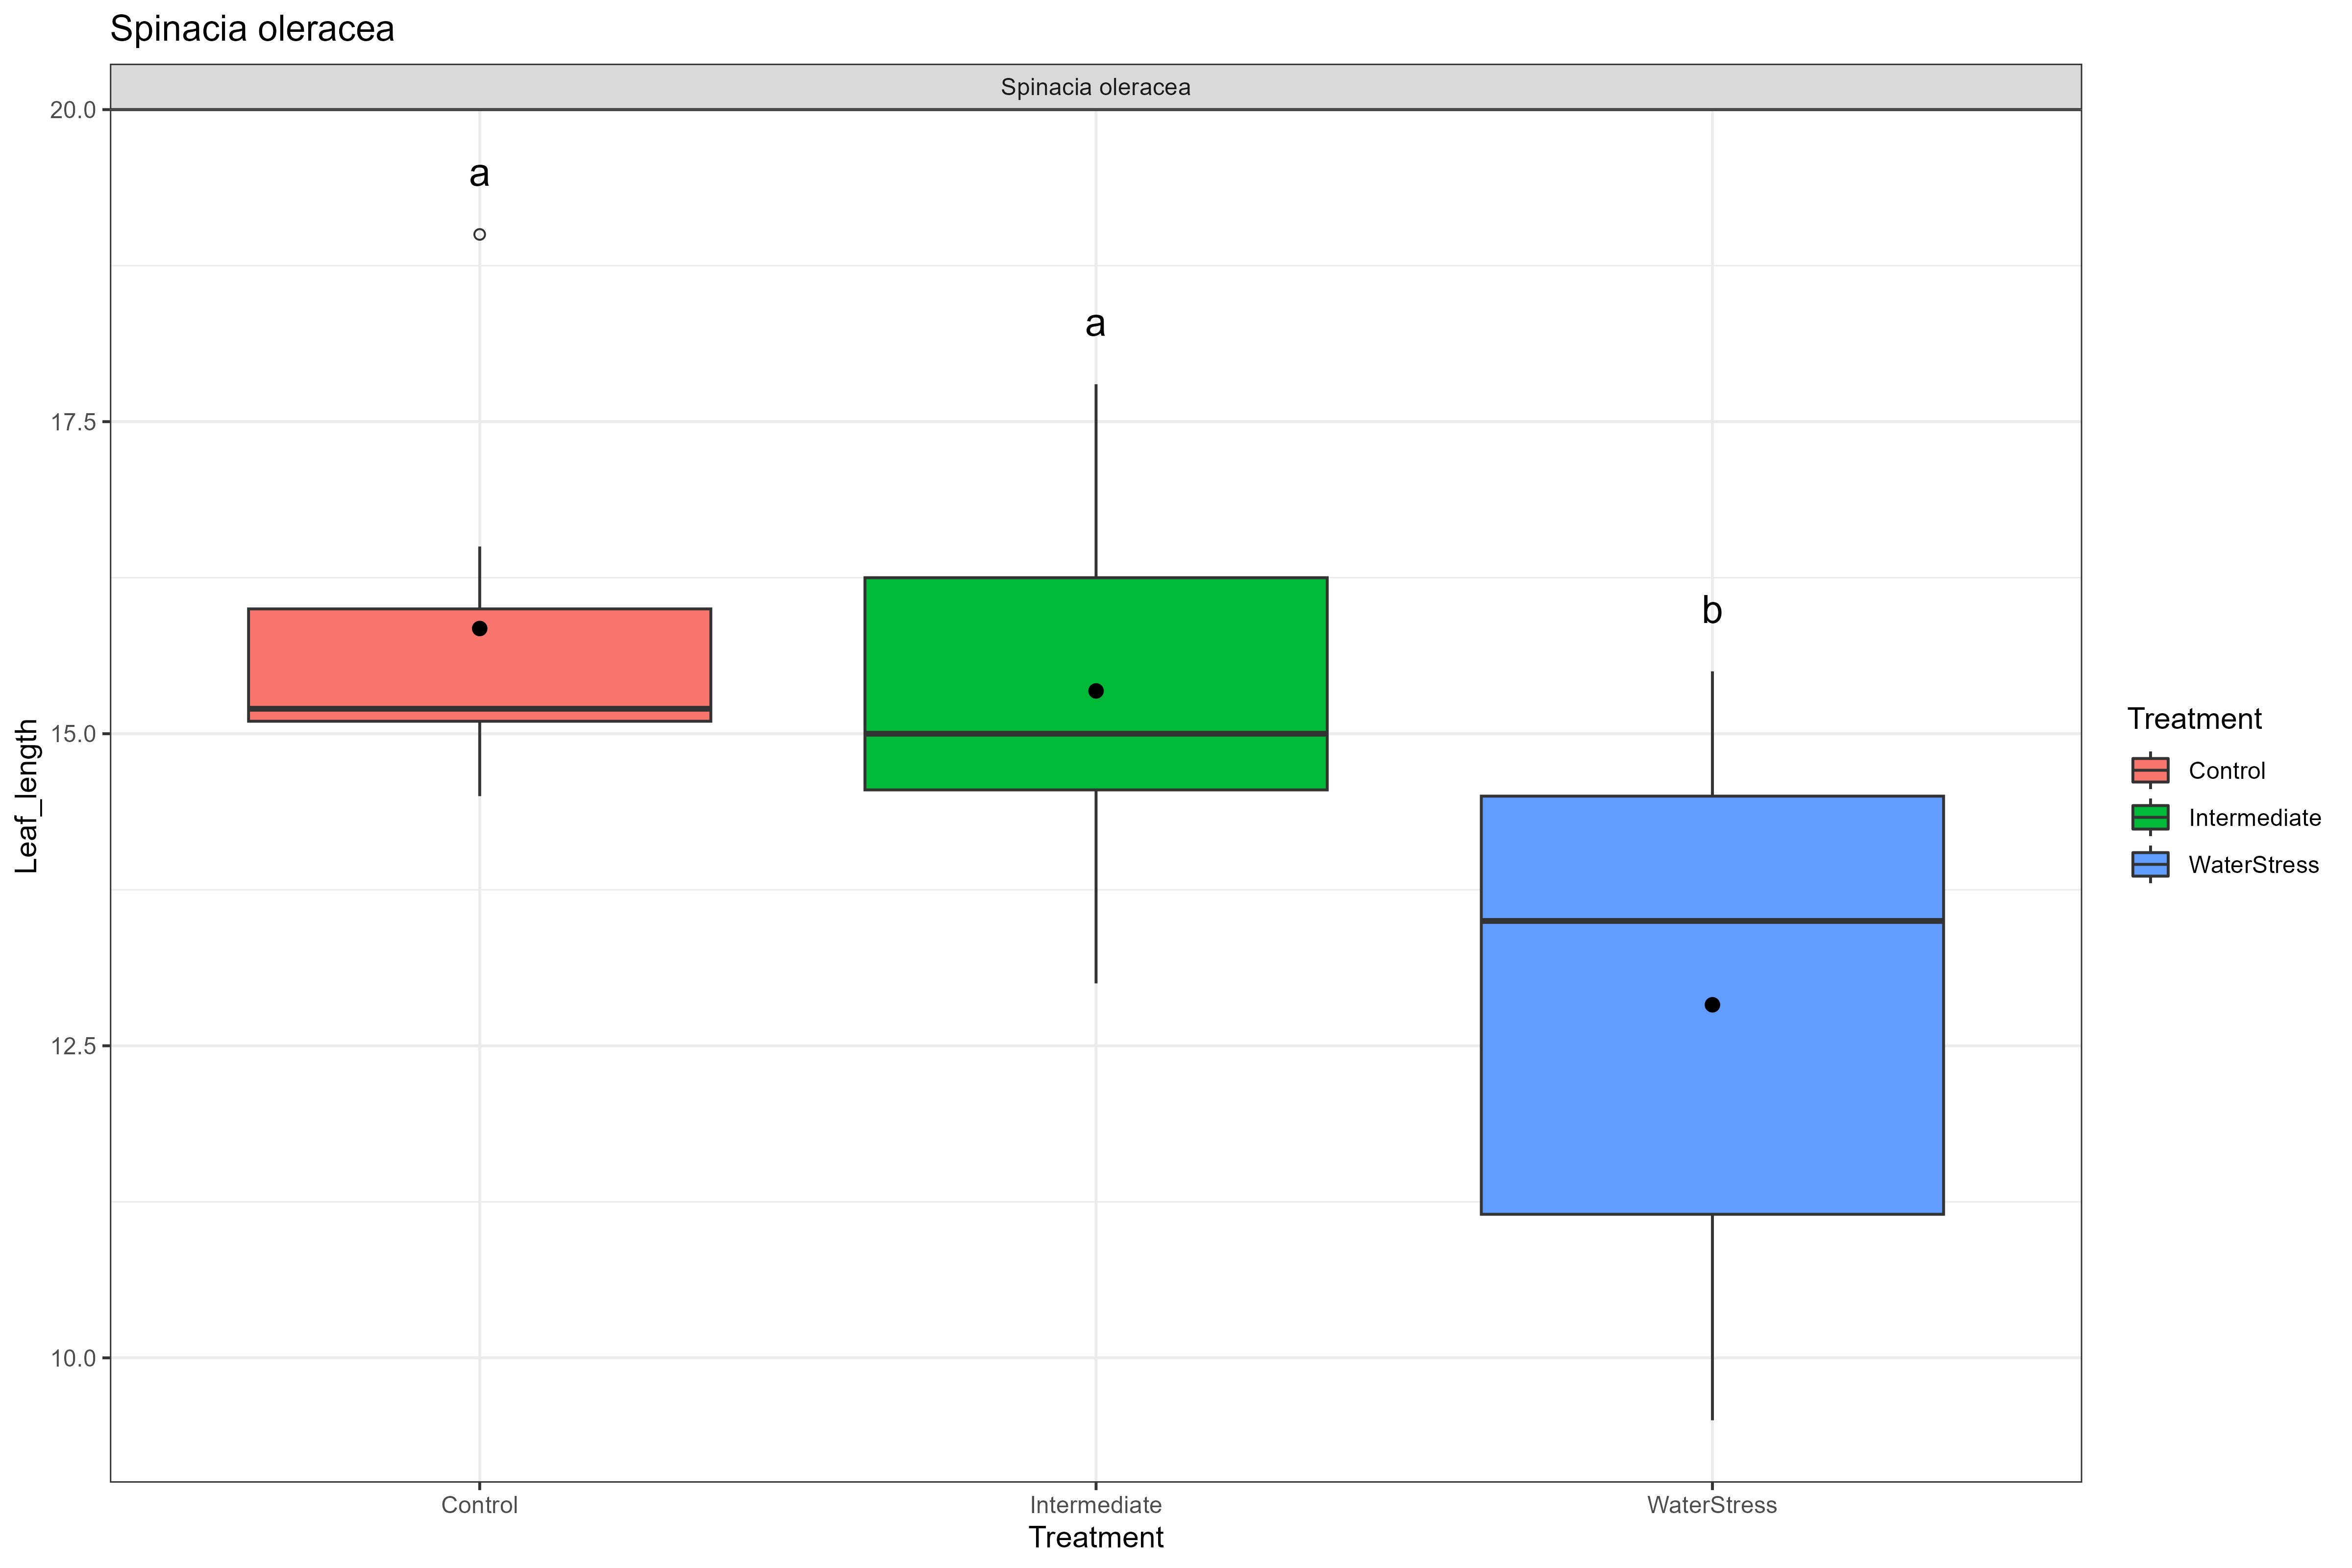 Spinacia oleracea
Spinacia oleracea
20.0
a
a
17.5
b
15.0
12.5
10.0
Leaf_length
Control
Intermediate
WaterStress
Treatment
Treatment
Control
Intermediate
WaterStress